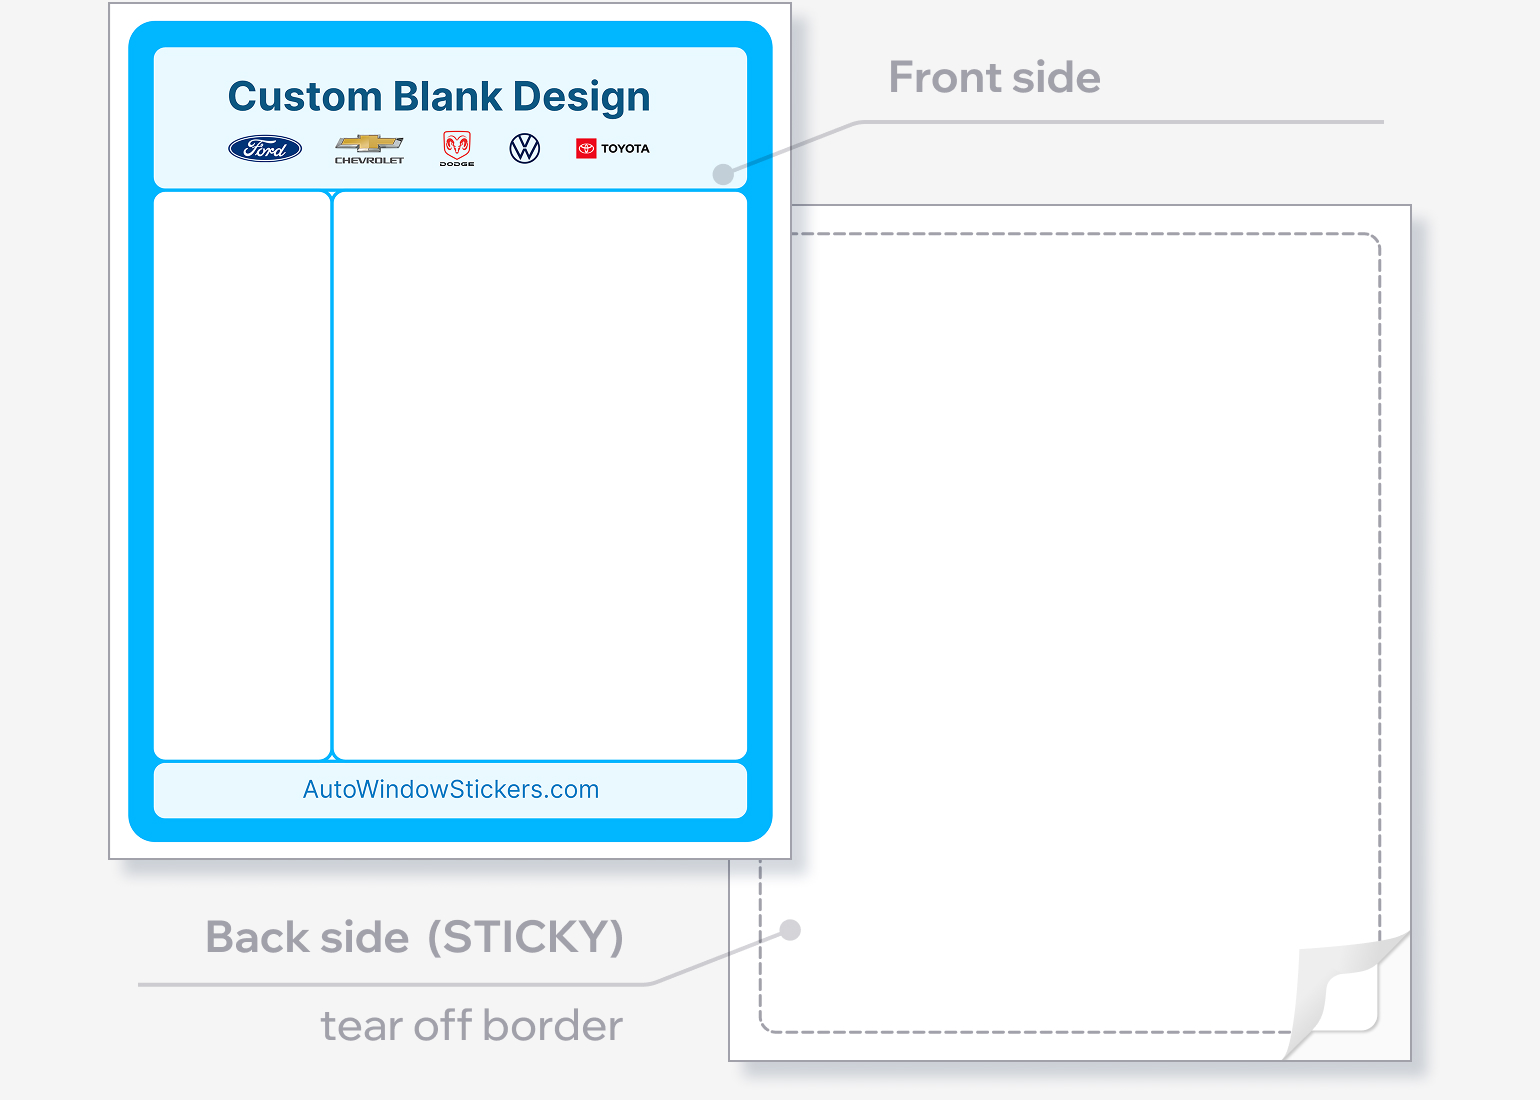 Custom Blank Design
Ford
CHEVROLET
DODGE
TOYOTA
Front side
AutoWindowStickers.com
Back side (STICKY)
tear off border